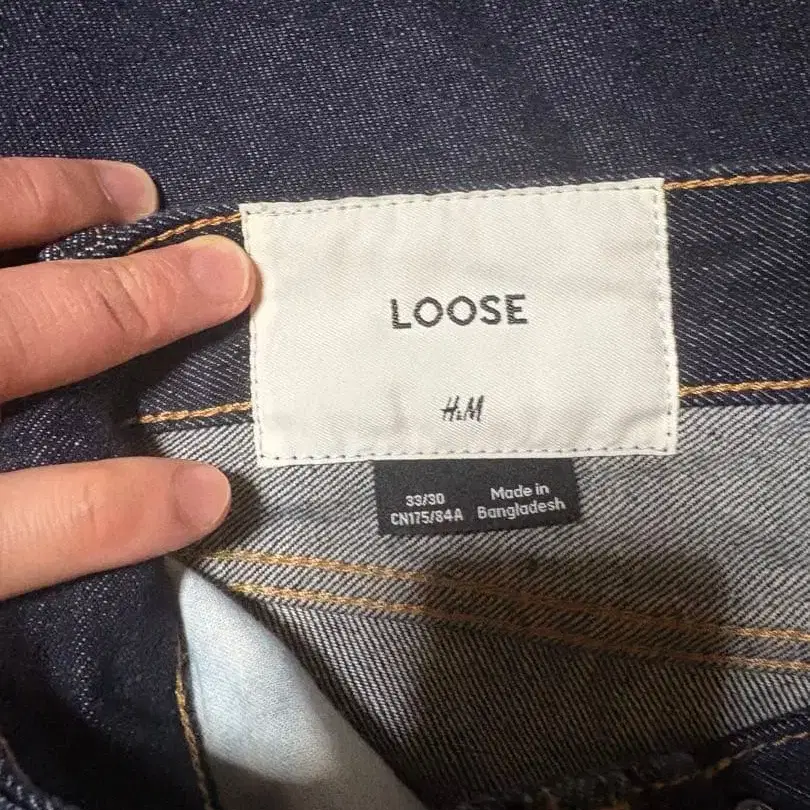 LOOSE
H&M
33/30
CN175/84A
Made in
Bangladesh